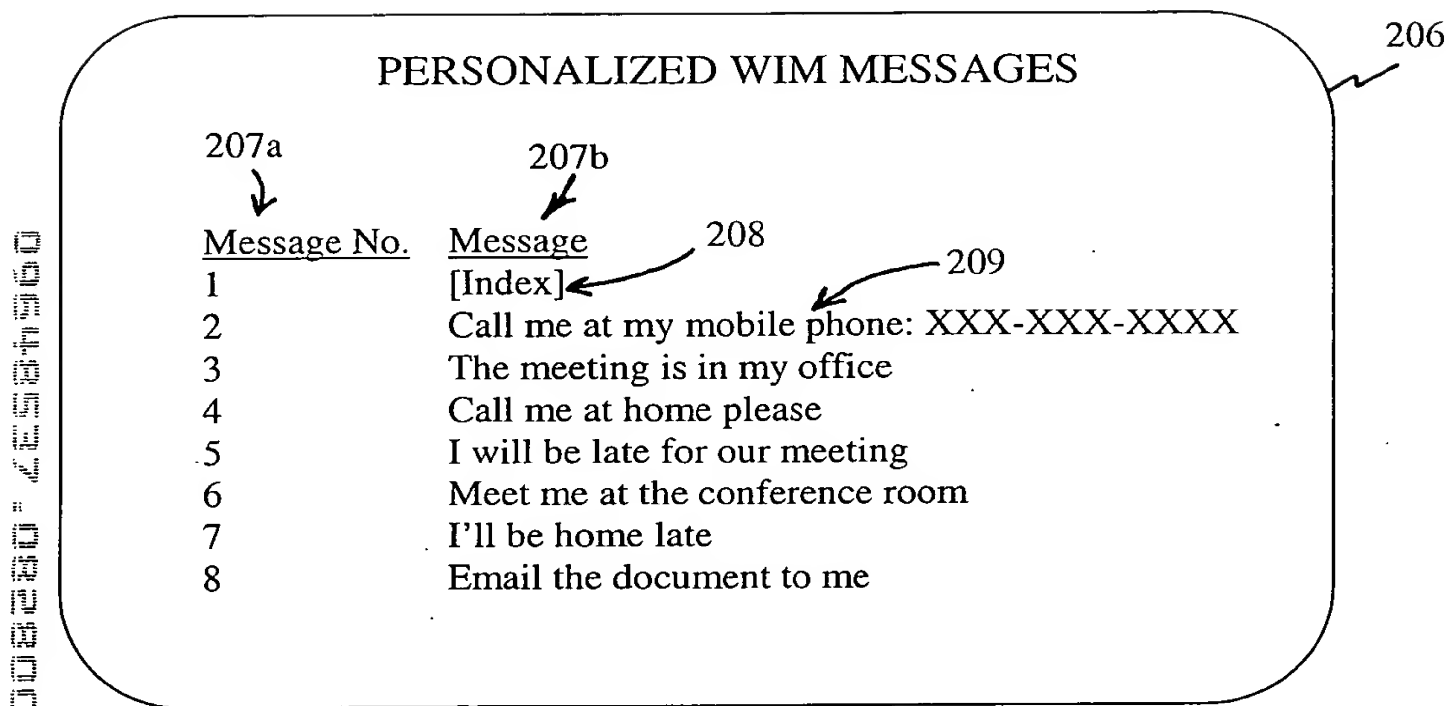 206
PERSONALIZED WIM MESSAGES
207a 207b
Message No. Message 208
1 [Index] 209
2 Call me at my mobile phone: XXX-XXX-XXXX
3 The meeting is in my office
4 Call me at home please
5 I will be late for our meeting
6 Meet me at the conference room
7 I'll be home late
8 Email the document to me